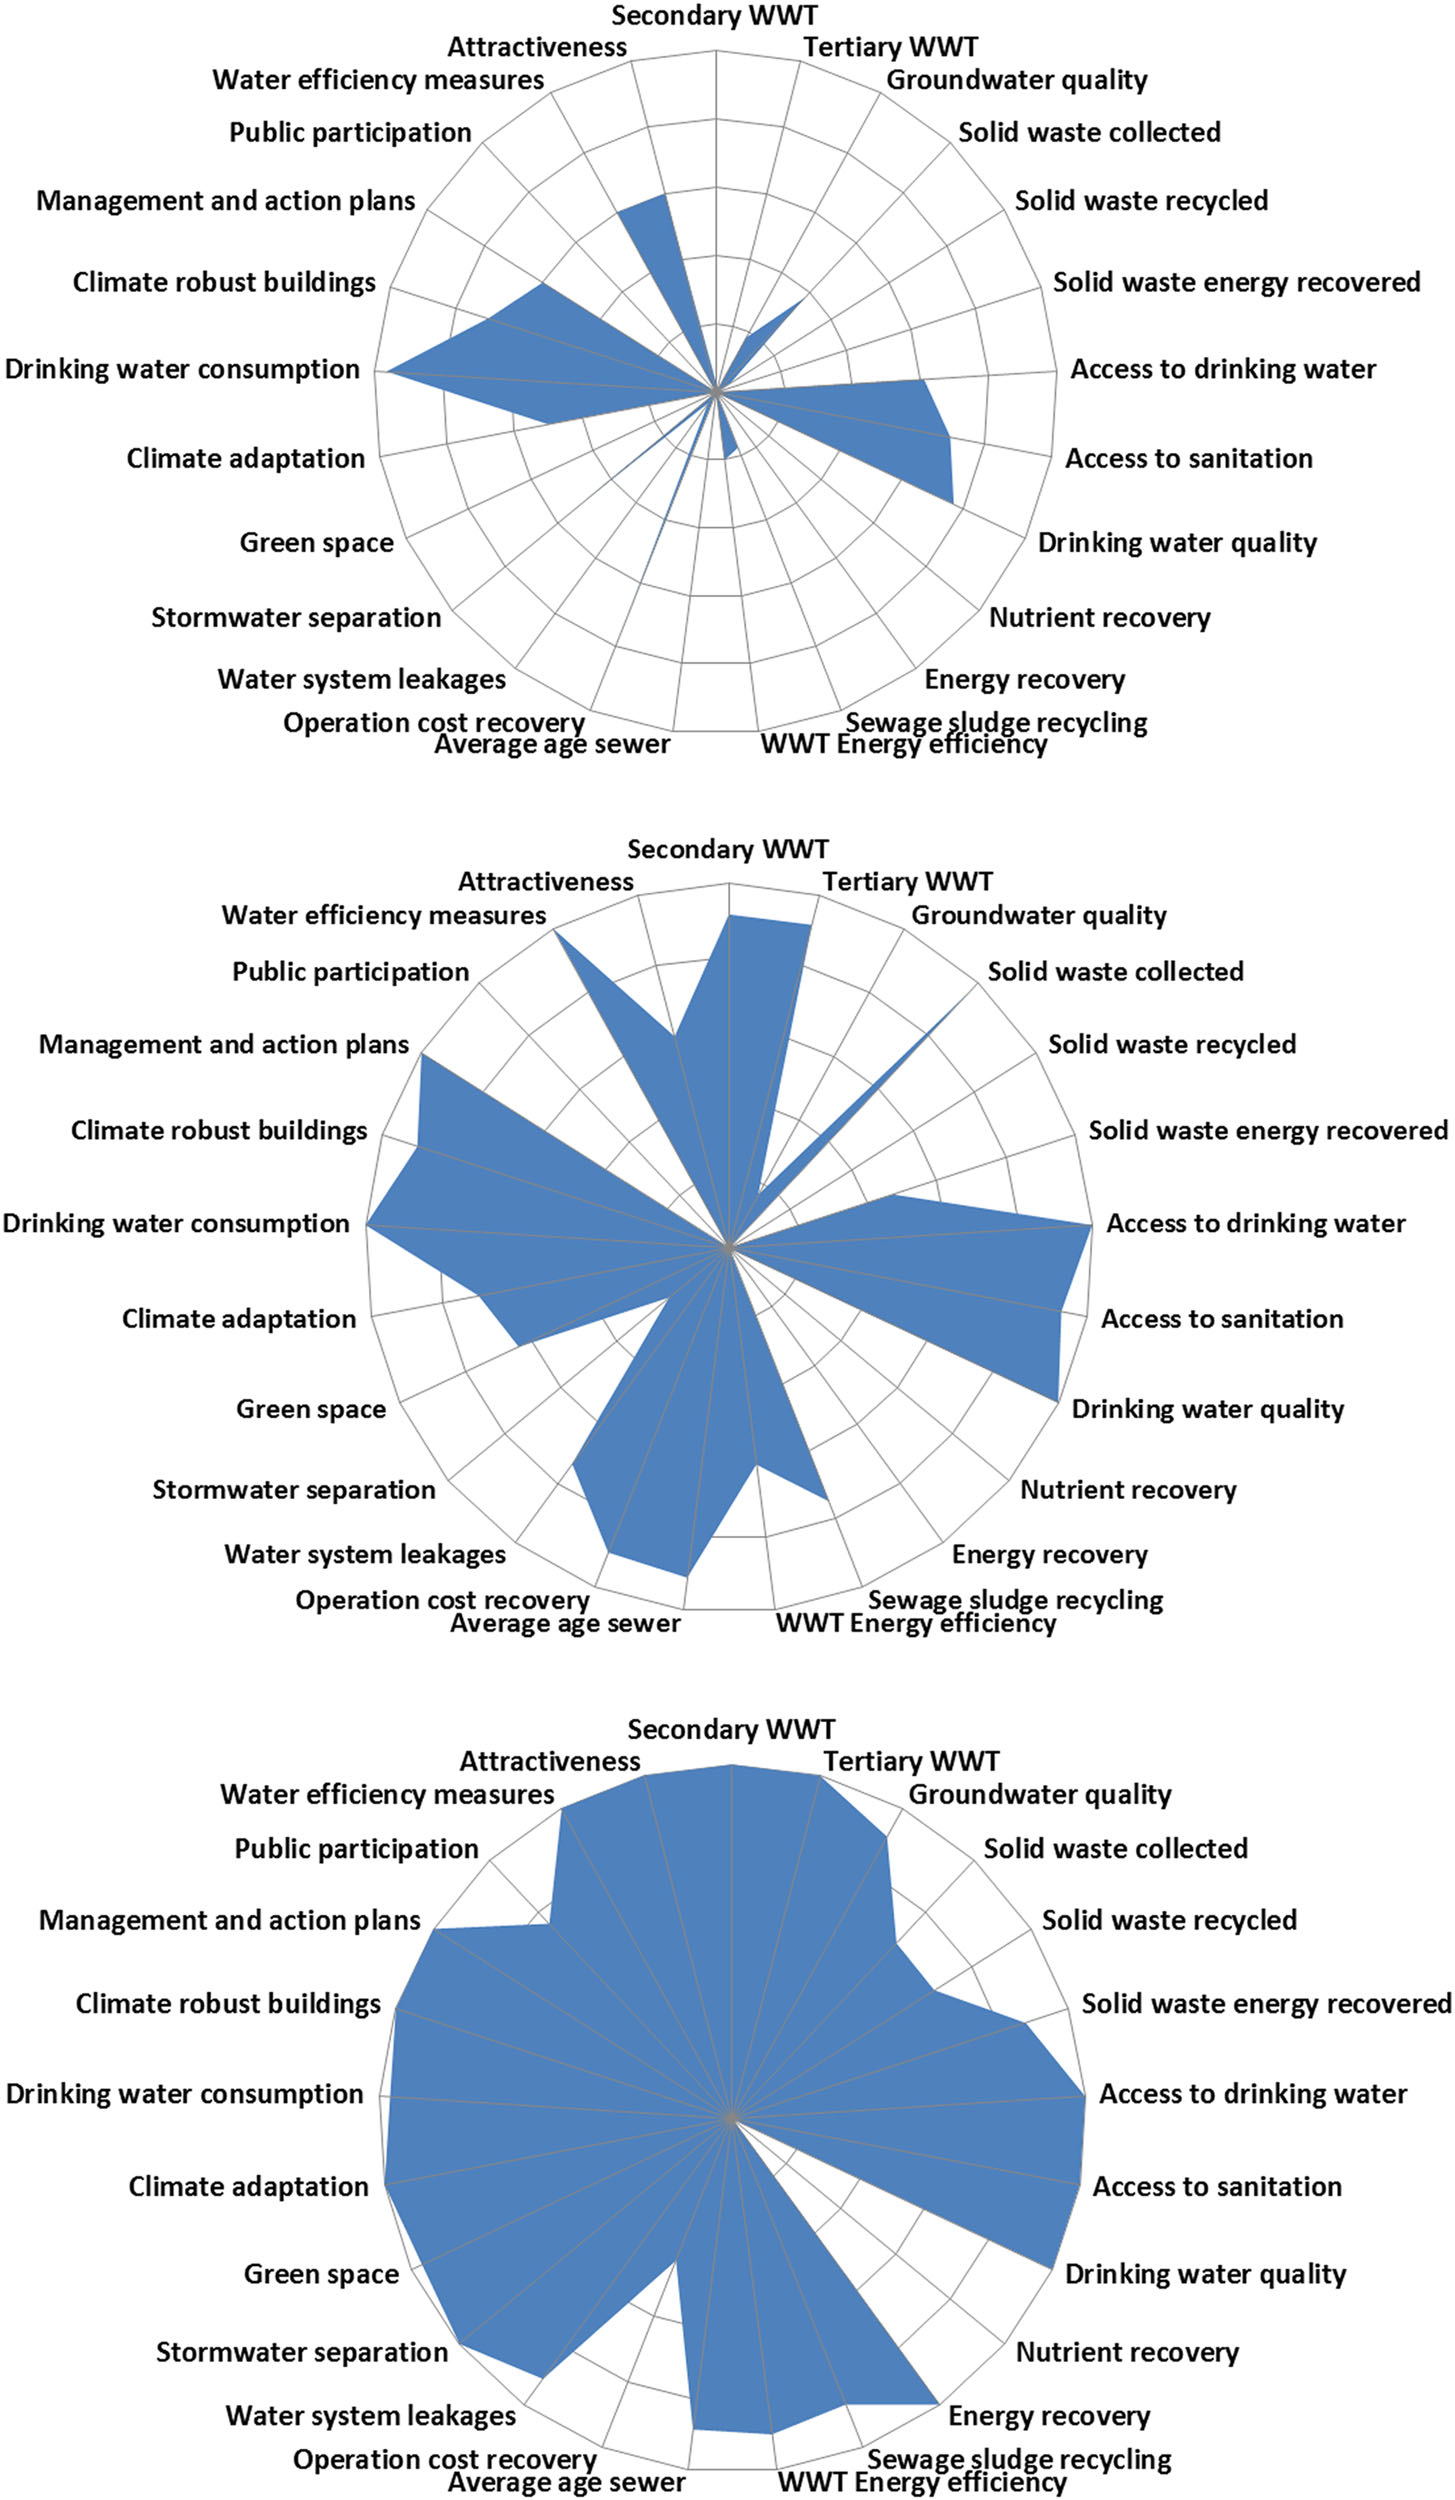 Secondary WWT
Attractiveness
Tertiary WWT
Water efficiency measures
Groundwater quality
Public participation
Solid waste collected
Management and action plans
Solid waste recycled
Climate robust buildings
Solid waste energy recovered
Drinking water consumption
Access to drinking water
Climate adaptation
Access to sanitation
Green space
Drinking water quality
Stormwater separation
Nutrient recovery
Water system leakages
Energy recovery
Operation cost recovery
Sewage sludge recycling
Average age sewer
WWT Energy efficiency
Secondary WWT
Attractiveness
Tertiary WWT
Water efficiency measures
Groundwater quality
Public participation
Solid waste collected
Management and action plans
Solid waste recycled
Climate robust buildings
Solid waste energy recovered
Drinking water consumption
Access to drinking water
Climate adaptation
Access to sanitation
Green space
Drinking water quality
Stormwater separation
Nutrient recovery
Water system leakages
Energy recovery
Operation cost recovery
Sewage sludge recycling
Average age sewer
WWT Energy efficiency
Secondary WWT
Attractiveness
Tertiary WWT
Water efficiency measures
Groundwater quality
Public participation
Solid waste collected
Management and action plans
Solid waste recycled
Climate robust buildings
Solid waste energy recovered
Drinking water consumption
Access to drinking water
Climate adaptation
Access to sanitation
Green space
Drinking water quality
Stormwater separation
Nutrient recovery
Water system leakages
Energy recovery
Operation cost recovery
Sewage sludge recycling
Average age sewer
WWT Energy efficiency